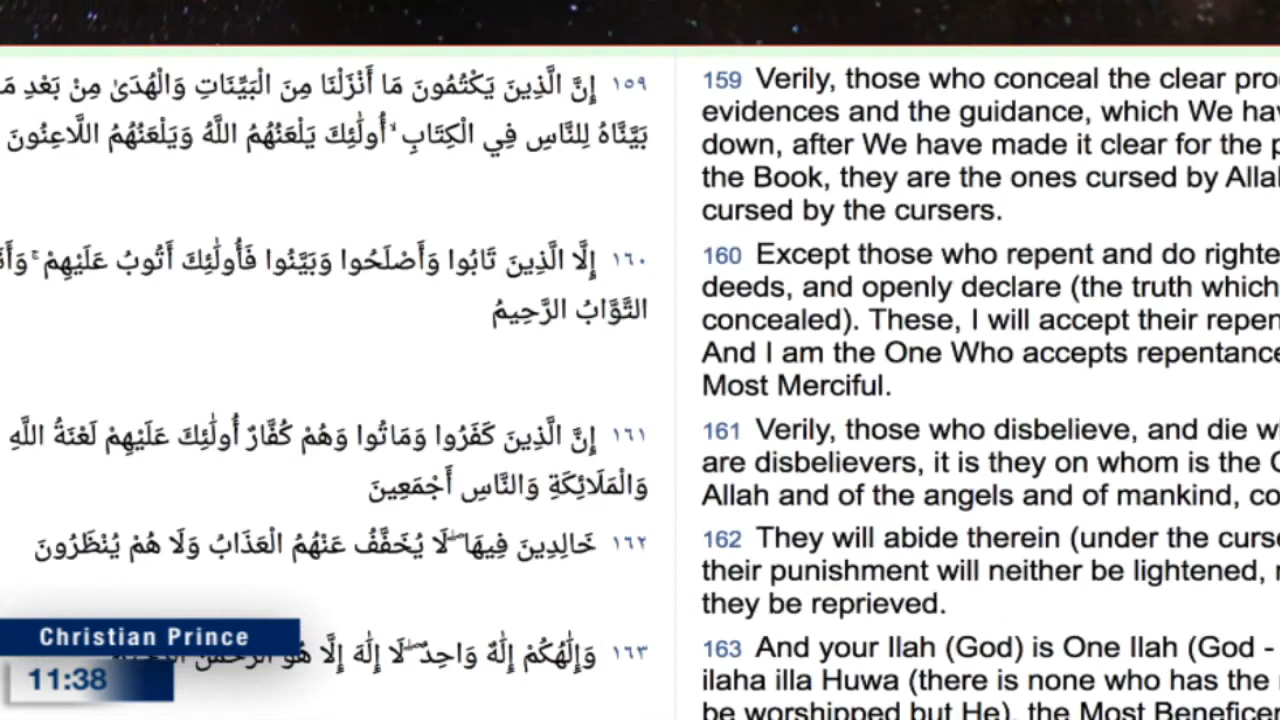 ١٥٩ إِنَّ الَّذِينَ يَكْتُمُونَ مَا أَنْزَلْنَا مِنَ الْبَيِّنَاتِ وَالْهُدَىٰ مِنْ بَعْدِ
بَيَّنَّاهُ لِلنَّاسِ فِي الْكِتَابِ ۙ أُولَٰئِكَ يَلْعَنُهُمُ اللَّهُ وَيَلْعَنُهُمُ اللَّاعِنُونَ
١٦٠ إِلَّا الَّذِينَ تَابُوا وَأَصْلَحُوا وَبَيَّنُوا فَأُولَٰئِكَ أَتُوبُ عَلَيْهِمْ ۚ
التَّوَّابُ الرَّحِيمُ
١٦١ إِنَّ الَّذِينَ كَفَرُوا وَمَاتُوا وَهُمْ كُفَّارٌ أُولَٰئِكَ عَلَيْهِمْ لَعْنَةُ اللَّهِ
وَالْمَلَائِكَةِ وَالنَّاسِ أَجْمَعِينَ
١٦٢ خَالِدِينَ فِيهَا ۖ لَا يُخَفَّفُ عَنْهُمُ الْعَذَابُ وَلَا هُمْ يُنْظَرُونَ
١٦٣ وَإِلَٰهُكُمْ إِلَٰهٌ وَاحِدٌ ۖ لَا إِلَٰهَ إِلَّا هُوَ
159 Verily, those who conceal the clear
evidences and the guidance, which We
down, after We have made it clear for the
the Book, they are the ones cursed by
cursed by the cursers.
160 Except those who repent and do
deeds, and openly declare (the truth which
concealed). These, I will accept their
And I am the One Who accepts
Most Merciful.
161 Verily, those who disbelieve, and die
are disbelievers, it is they on whom is the
Allah and of the angels and of mankind,
162 They will abide therein (under the
their punishment will neither be lightened,
they be reprieved.
163 And your Ilah (God) is One Ilah (God -
ilaha illa Huwa (there is none who has the
be worshipped but He), the Most
Christian Prince
11:38